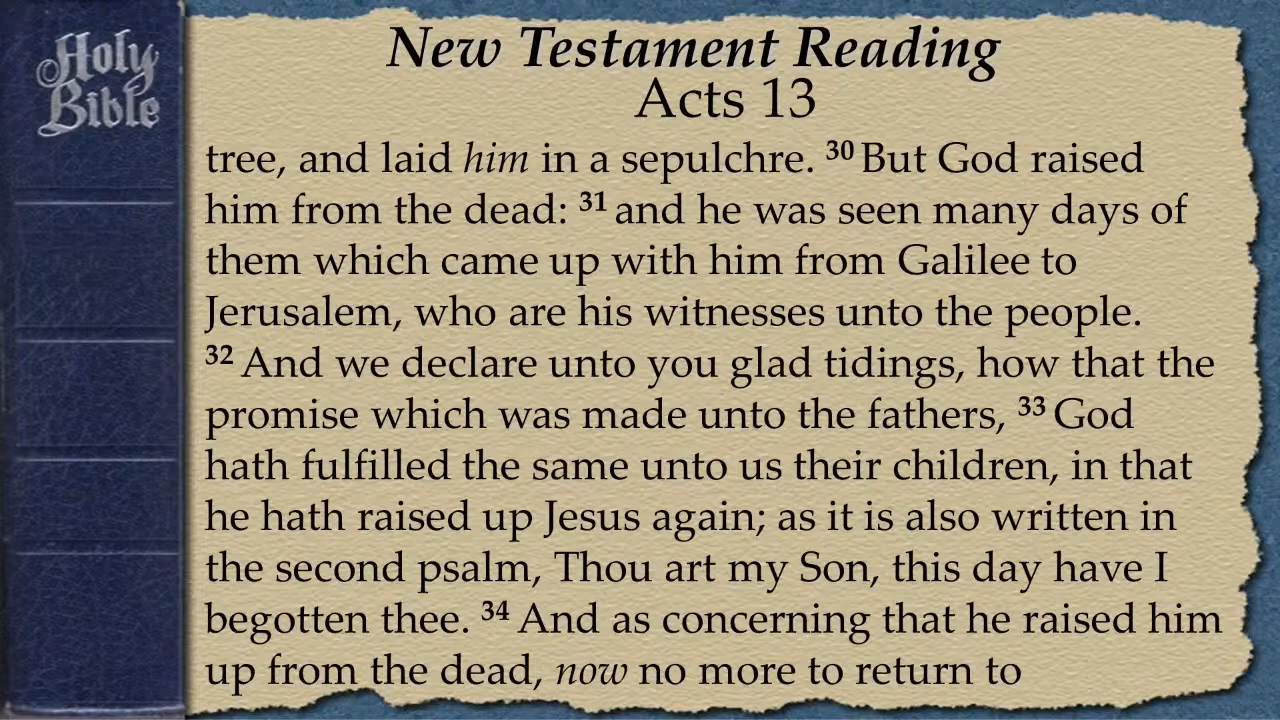 Holy
Bible
New Testament Reading
Acts 13
tree, and laid him in a sepulchre. 30 But God raised
him from the dead: 31 and he was seen many days of
them which came up with him from Galilee to
Jerusalem, who are his witnesses unto the people.
32 And we declare unto you glad tidings, how that the
promise which was made unto the fathers, 33 God
hath fulfilled the same unto us their children, in that
he hath raised up Jesus again; as it is also written in
the second psalm, Thou art my Son, this day have I
begotten thee. 34 And as concerning that he raised him
up from the dead, now no more to return to